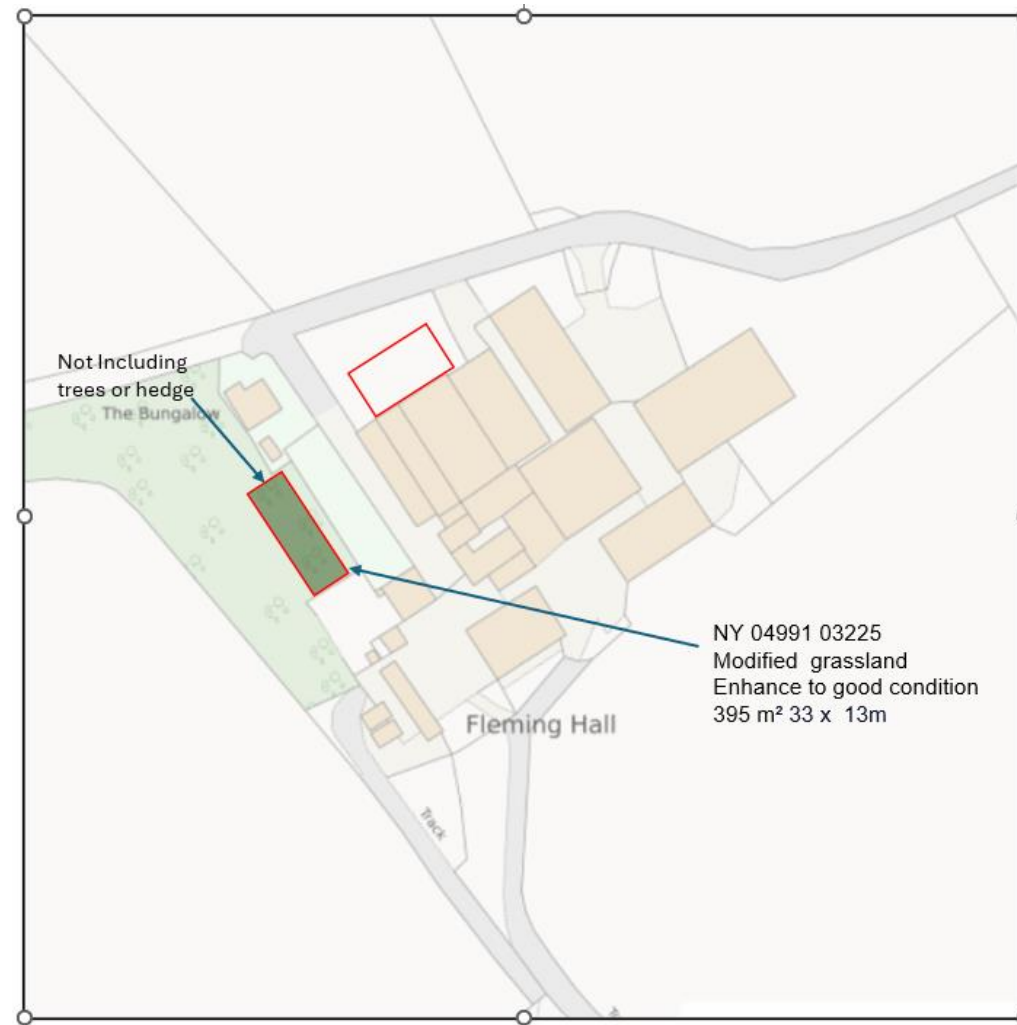 Not Including
trees or hedge
The Bungalow
NY 04991 03225
Modified grassland
Enhance to good condition
395 m² 33 x 13m
Fleming Hall
Track